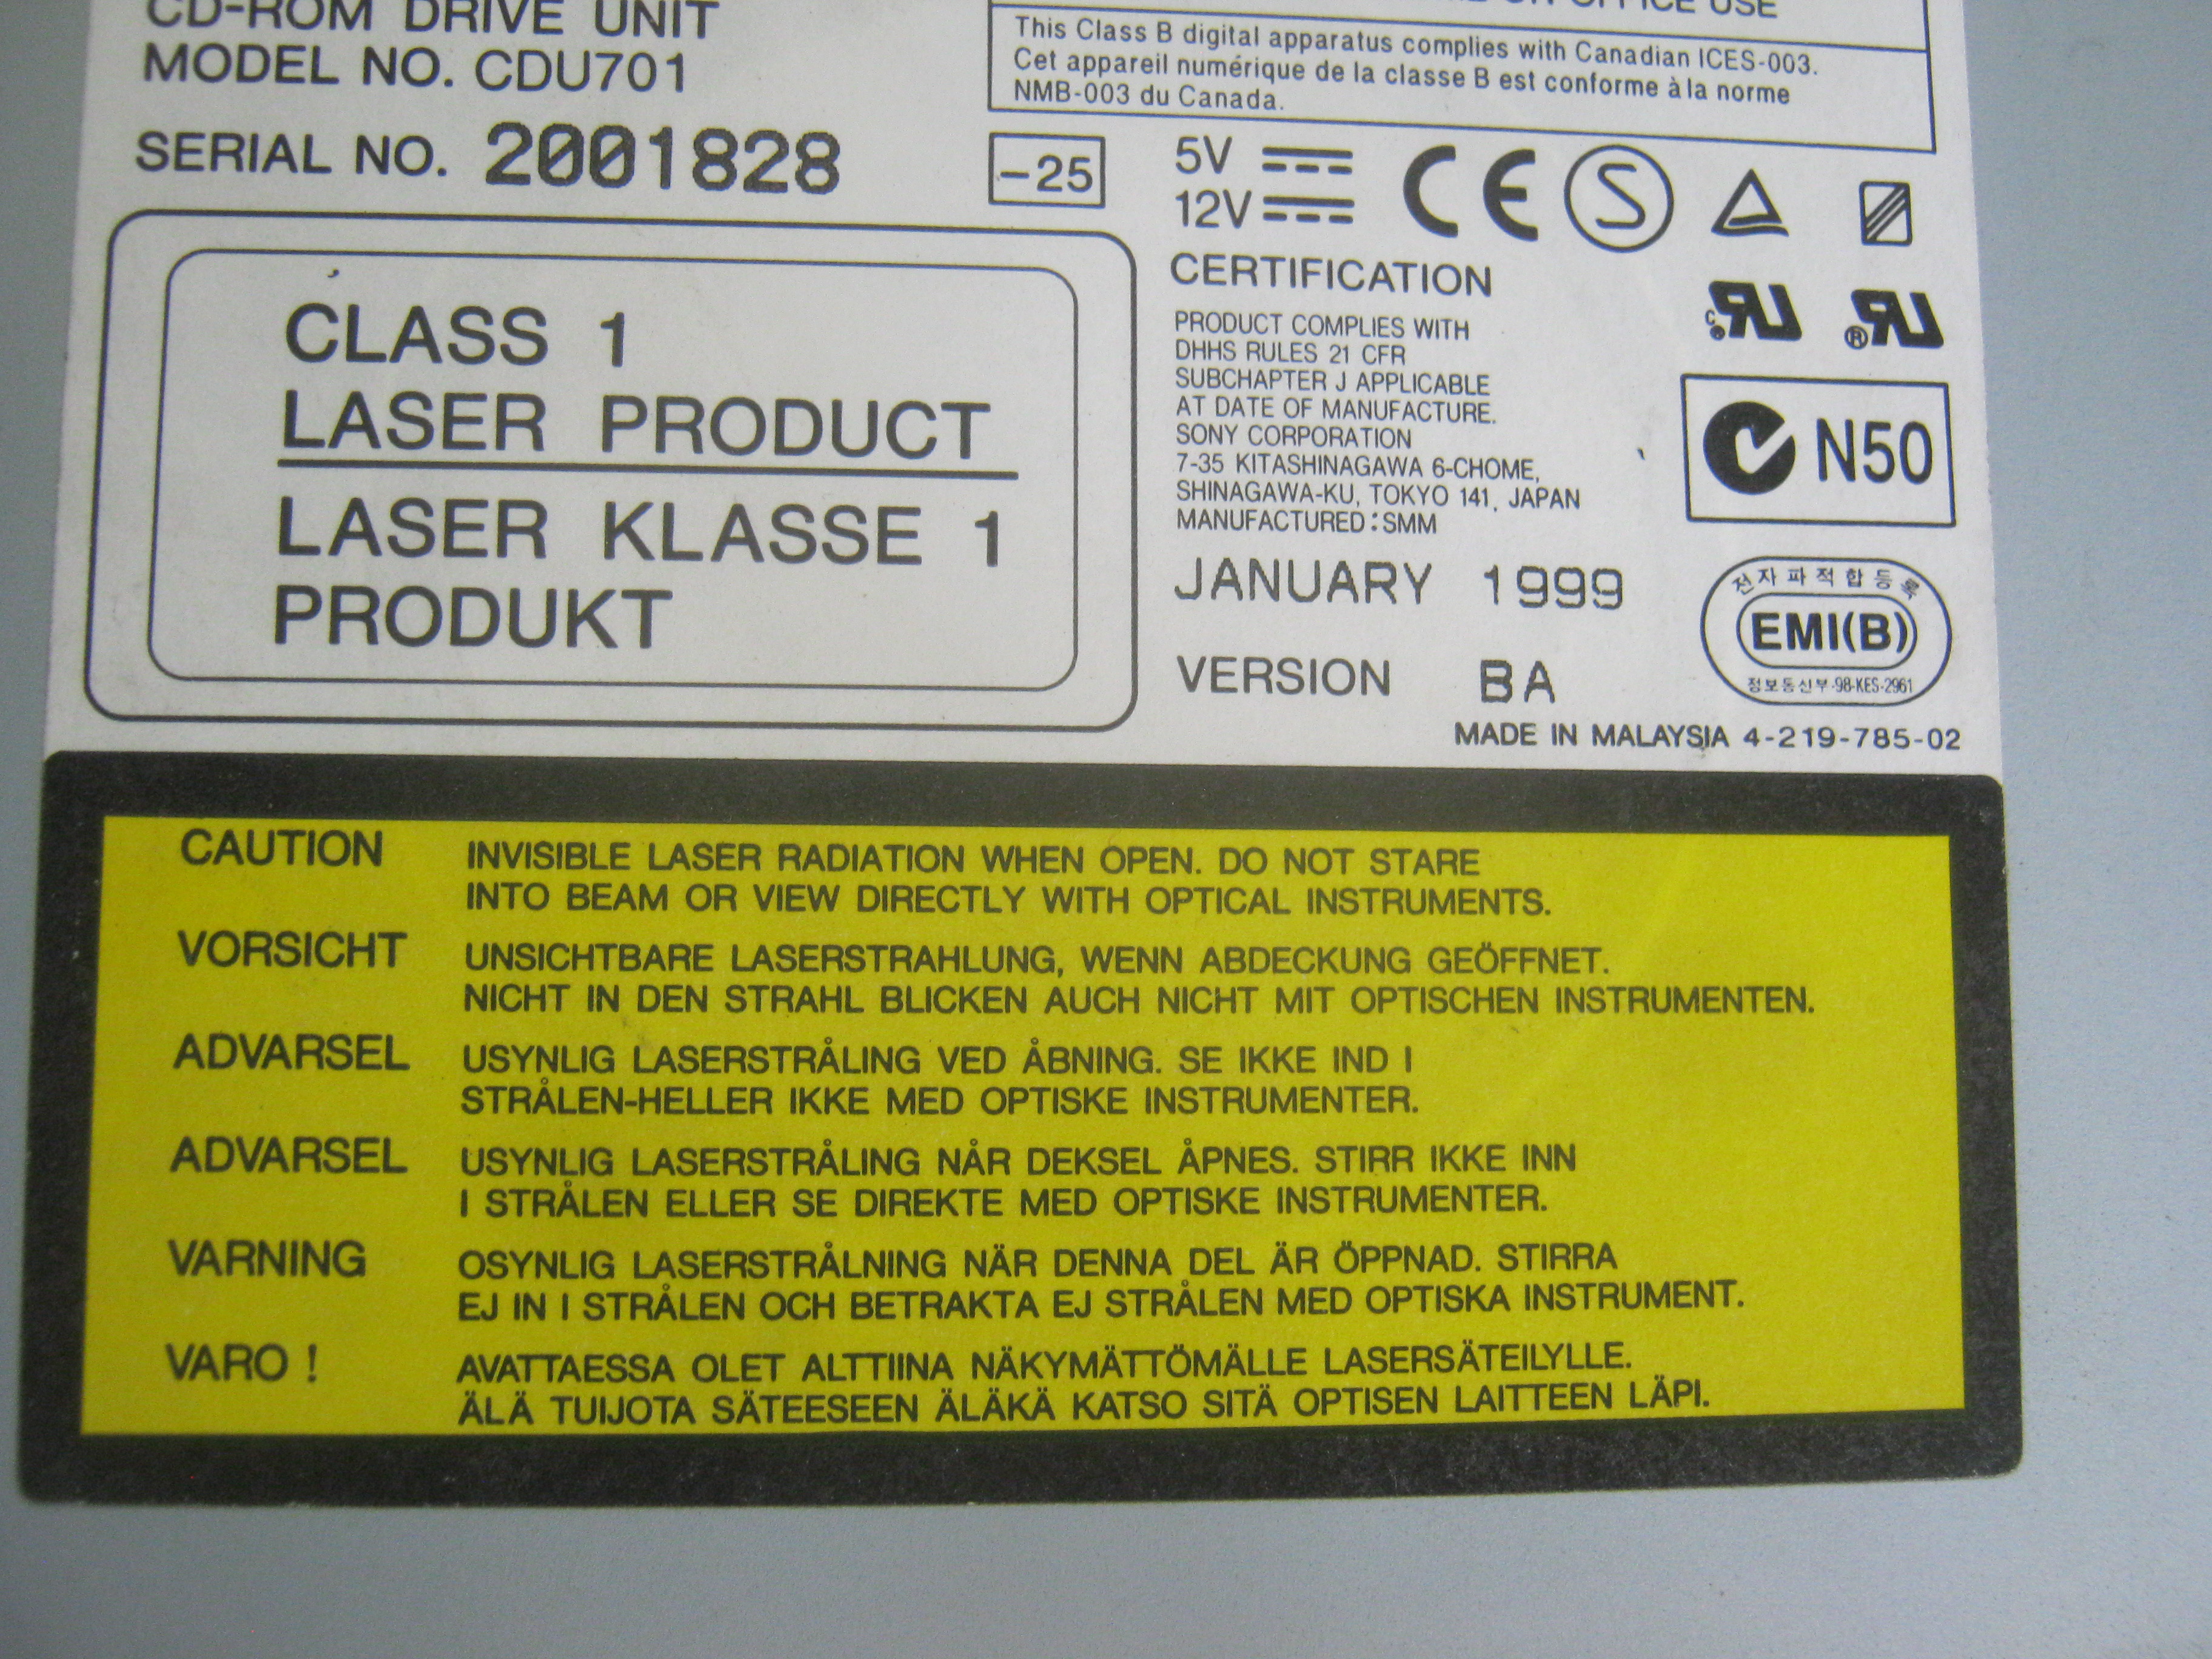 CD-ROM DRIVE UNIT
MODEL NO. CDU701
SERIAL NO. 2001828
OFFICE USE
This Class B digital apparatus complies with Canadian ICES-003.
Cet appareil numérique de la classe B est conforme à la norme
NMB-003 du Canada.
-25
5V
12V
CE
S
CERTIFICATION
PRODUCT COMPLIES WITH
DHHS RULES 21 CFR
SUBCHAPTER J APPLICABLE
AT DATE OF MANUFACTURE.
SONY CORPORATION
7-35 KITASHINAGAWA 6-CHOME,
SHINAGAWA-KU, TOKYO 141, JAPAN
MANUFACTURED:SMM
JANUARY 1999
VERSION BA
N50
전자파적합등록
EMI(B)
정보통신부-98-KES-2961
MADE IN MALAYSIA 4-219-785-02
CLASS 1
LASER PRODUCT
LASER KLASSE 1
PRODUKT
CAUTION INVISIBLE LASER RADIATION WHEN OPEN. DO NOT STARE
INTO BEAM OR VIEW DIRECTLY WITH OPTICAL INSTRUMENTS.
VORSICHT UNSICHTBARE LASERSTRAHLUNG, WENN ABDECKUNG GEÖFFNET.
NICHT IN DEN STRAHL BLICKEN AUCH NICHT MIT OPTISCHEN INSTRUMENTEN.
ADVARSEL USYNLIG LASERSTRÅLING VED ÅBNING. SE IKKE IND I
STRÅLEN-HELLER IKKE MED OPTISKE INSTRUMENTER.
ADVARSEL USYNLIG LASERSTRÅLING NÅR DEKSEL ÅPNES. STIRR IKKE INN
I STRÅLEN ELLER SE DIREKTE MED OPTISKE INSTRUMENTER.
VARNING OSYNLIG LASERSTRÅLNING NÄR DENNA DEL ÄR ÖPPNAD. STIRRA
EJ IN I STRÅLEN OCH BETRAKTA EJ STRÅLEN MED OPTISKA INSTRUMENT.
VARO ! AVATTAESSA OLET ALTTIINA NÄKYMÄTTÖMÄLLE LASERSÄTEILYLLE.
ÄLÄ TUIJOTA SÄTEESEEN ÄLÄKÄ KATSO SITÄ OPTISEN LAITTEEN LÄPI.